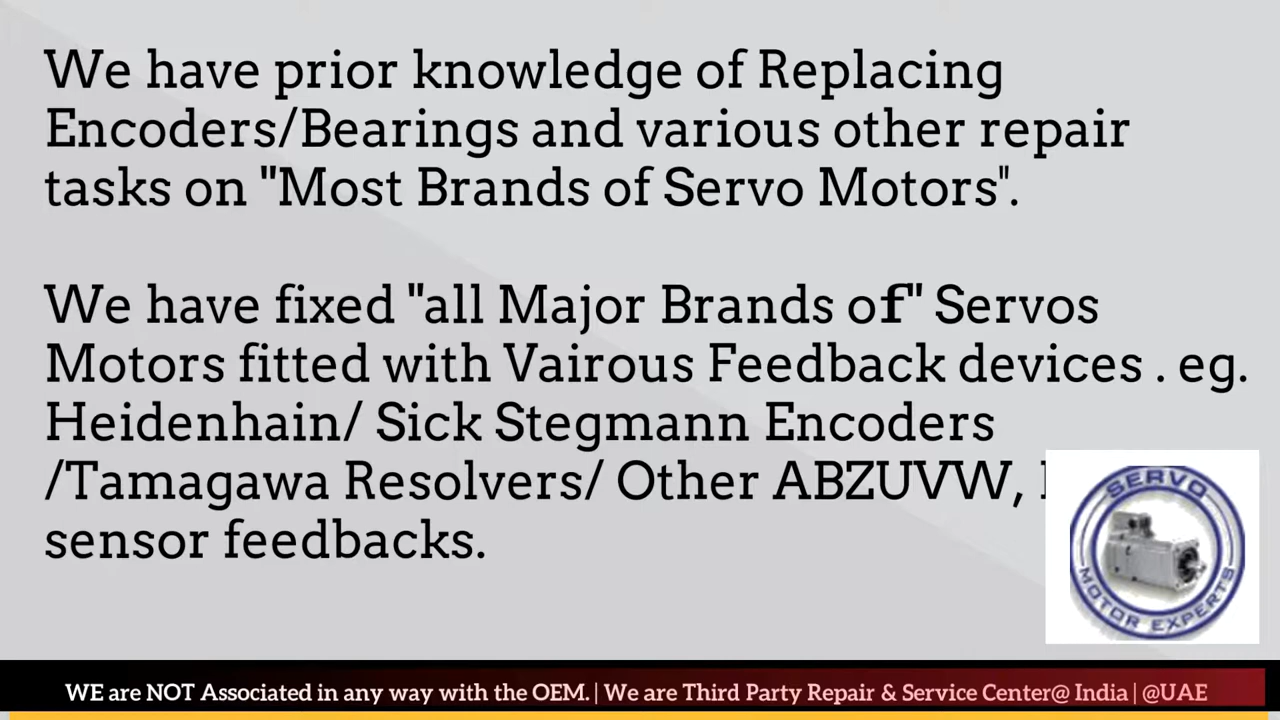 We have prior knowledge of Replacing
Encoders/Bearings and various other repair
tasks on "Most Brands of Servo Motors".
We have fixed "all Major Brands of" Servos
Motors fitted with Vairous Feedback devices . eg.
Heidenhain/ Sick Stegmann Encoders
/Tamagawa Resolvers/ Other ABZUVW,
sensor feedbacks.
SERVO
MOTOR EXPERTS
WE are NOT Associated in any way with the OEM. | We are Third Party Repair & Service Center@ India | @UAE